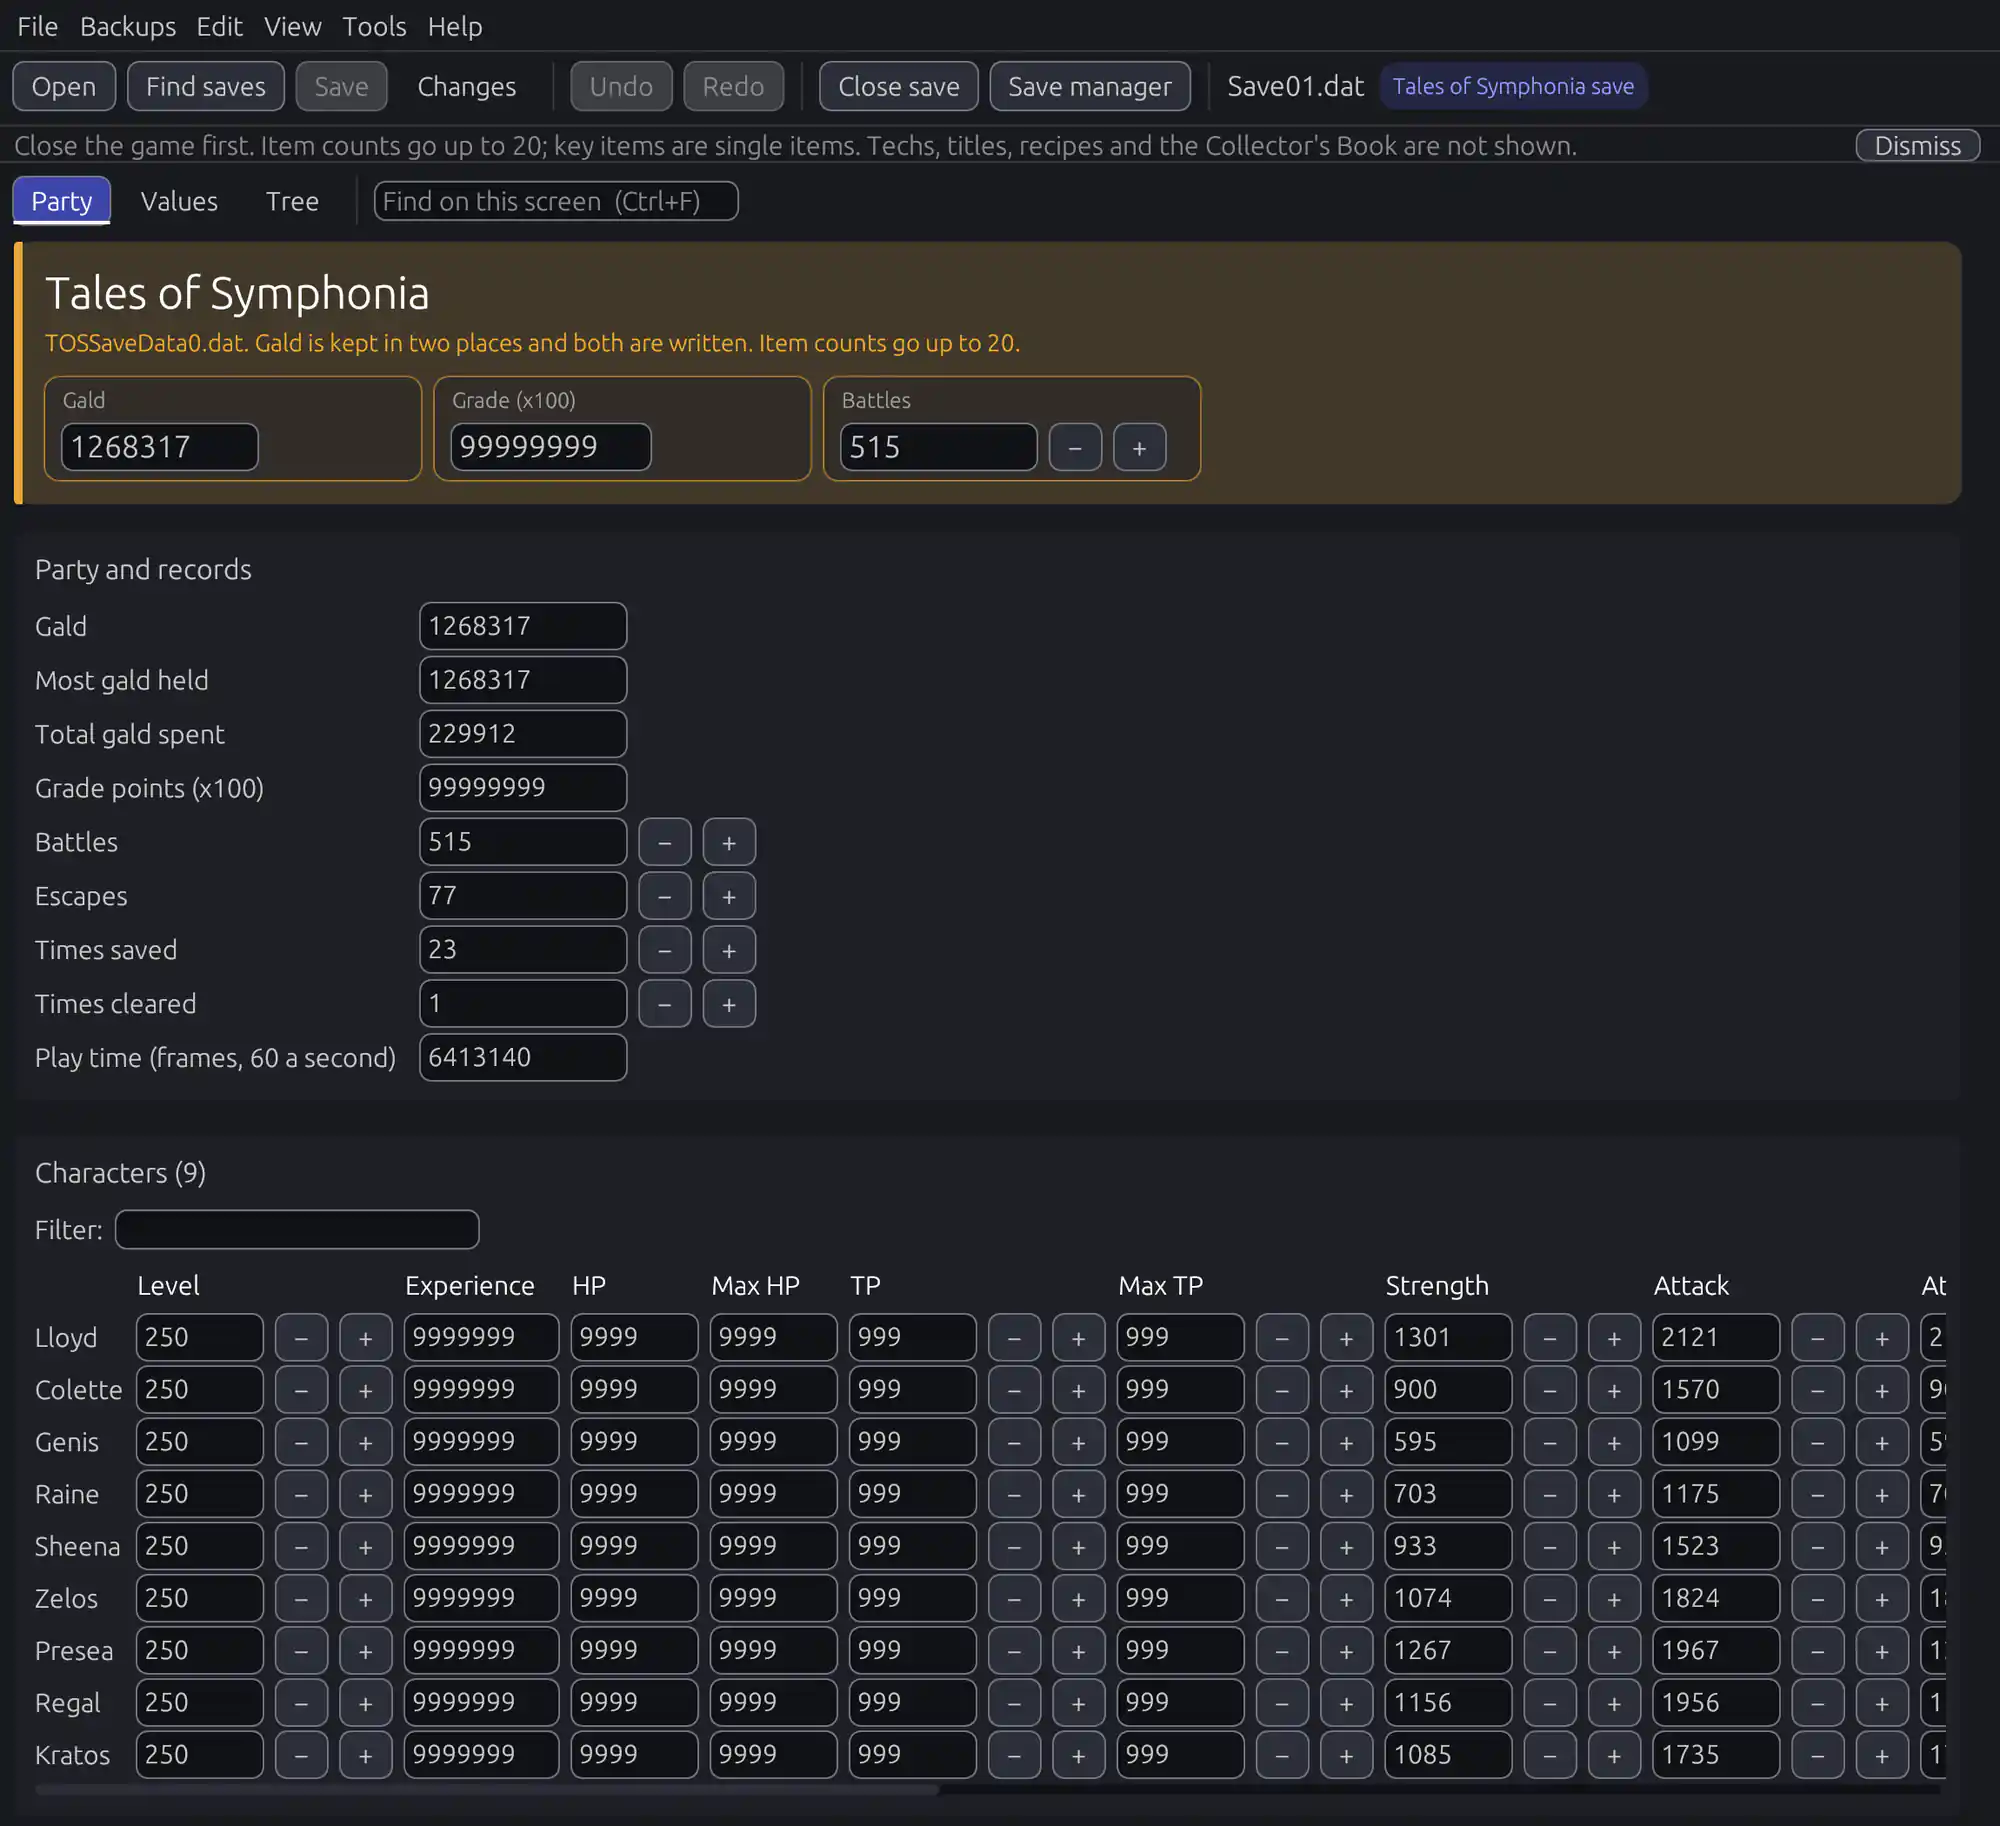 File Backups Edit View Tools Help
Open Find saves Save Changes Undo Redo Close save Save manager Save01.dat Tales of Symphonia save
Close the game first. Item counts go up to 20; key items are single items. Techs, titles, recipes and the Collector's Book are not shown. Dismiss
Party Values Tree Find on this screen (Ctrl+F)
Tales of Symphonia
TOSSaveData0.dat. Gald is kept in two places and both are written. Item counts go up to 20.
Gald Grade (x100) Battles
1268317 99999999 515 – +
Party and records
Gald 1268317
Most gald held 1268317
Total gald spent 229912
Grade points (x100) 99999999
Battles 515 – +
Escapes 77 – +
Times saved 23 – +
Times cleared 1 – +
Play time (frames, 60 a second) 6413140
Characters (9)
Filter:
Level Experience HP Max HP TP Max TP Strength Attack At
Lloyd 250 – + 9999999 9999 9999 999 – + 999 – + 1301 – + 2121 – + 2
Colette 250 – + 9999999 9999 9999 999 – + 999 – + 900 – + 1570 – + 9
Genis 250 – + 9999999 9999 9999 999 – + 999 – + 595 – + 1099 – + 5
Raine 250 – + 9999999 9999 9999 999 – + 999 – + 703 – + 1175 – + 7
Sheena 250 – + 9999999 9999 9999 999 – + 999 – + 933 – + 1523 – + 9
Zelos 250 – + 9999999 9999 9999 999 – + 999 – + 1074 – + 1824 – + 1
Presea 250 – + 9999999 9999 9999 999 – + 999 – + 1267 – + 1967 – + 1
Regal 250 – + 9999999 9999 9999 999 – + 999 – + 1156 – + 1956 – + 1
Kratos 250 – + 9999999 9999 9999 999 – + 999 – + 1085 – + 1735 – + 1